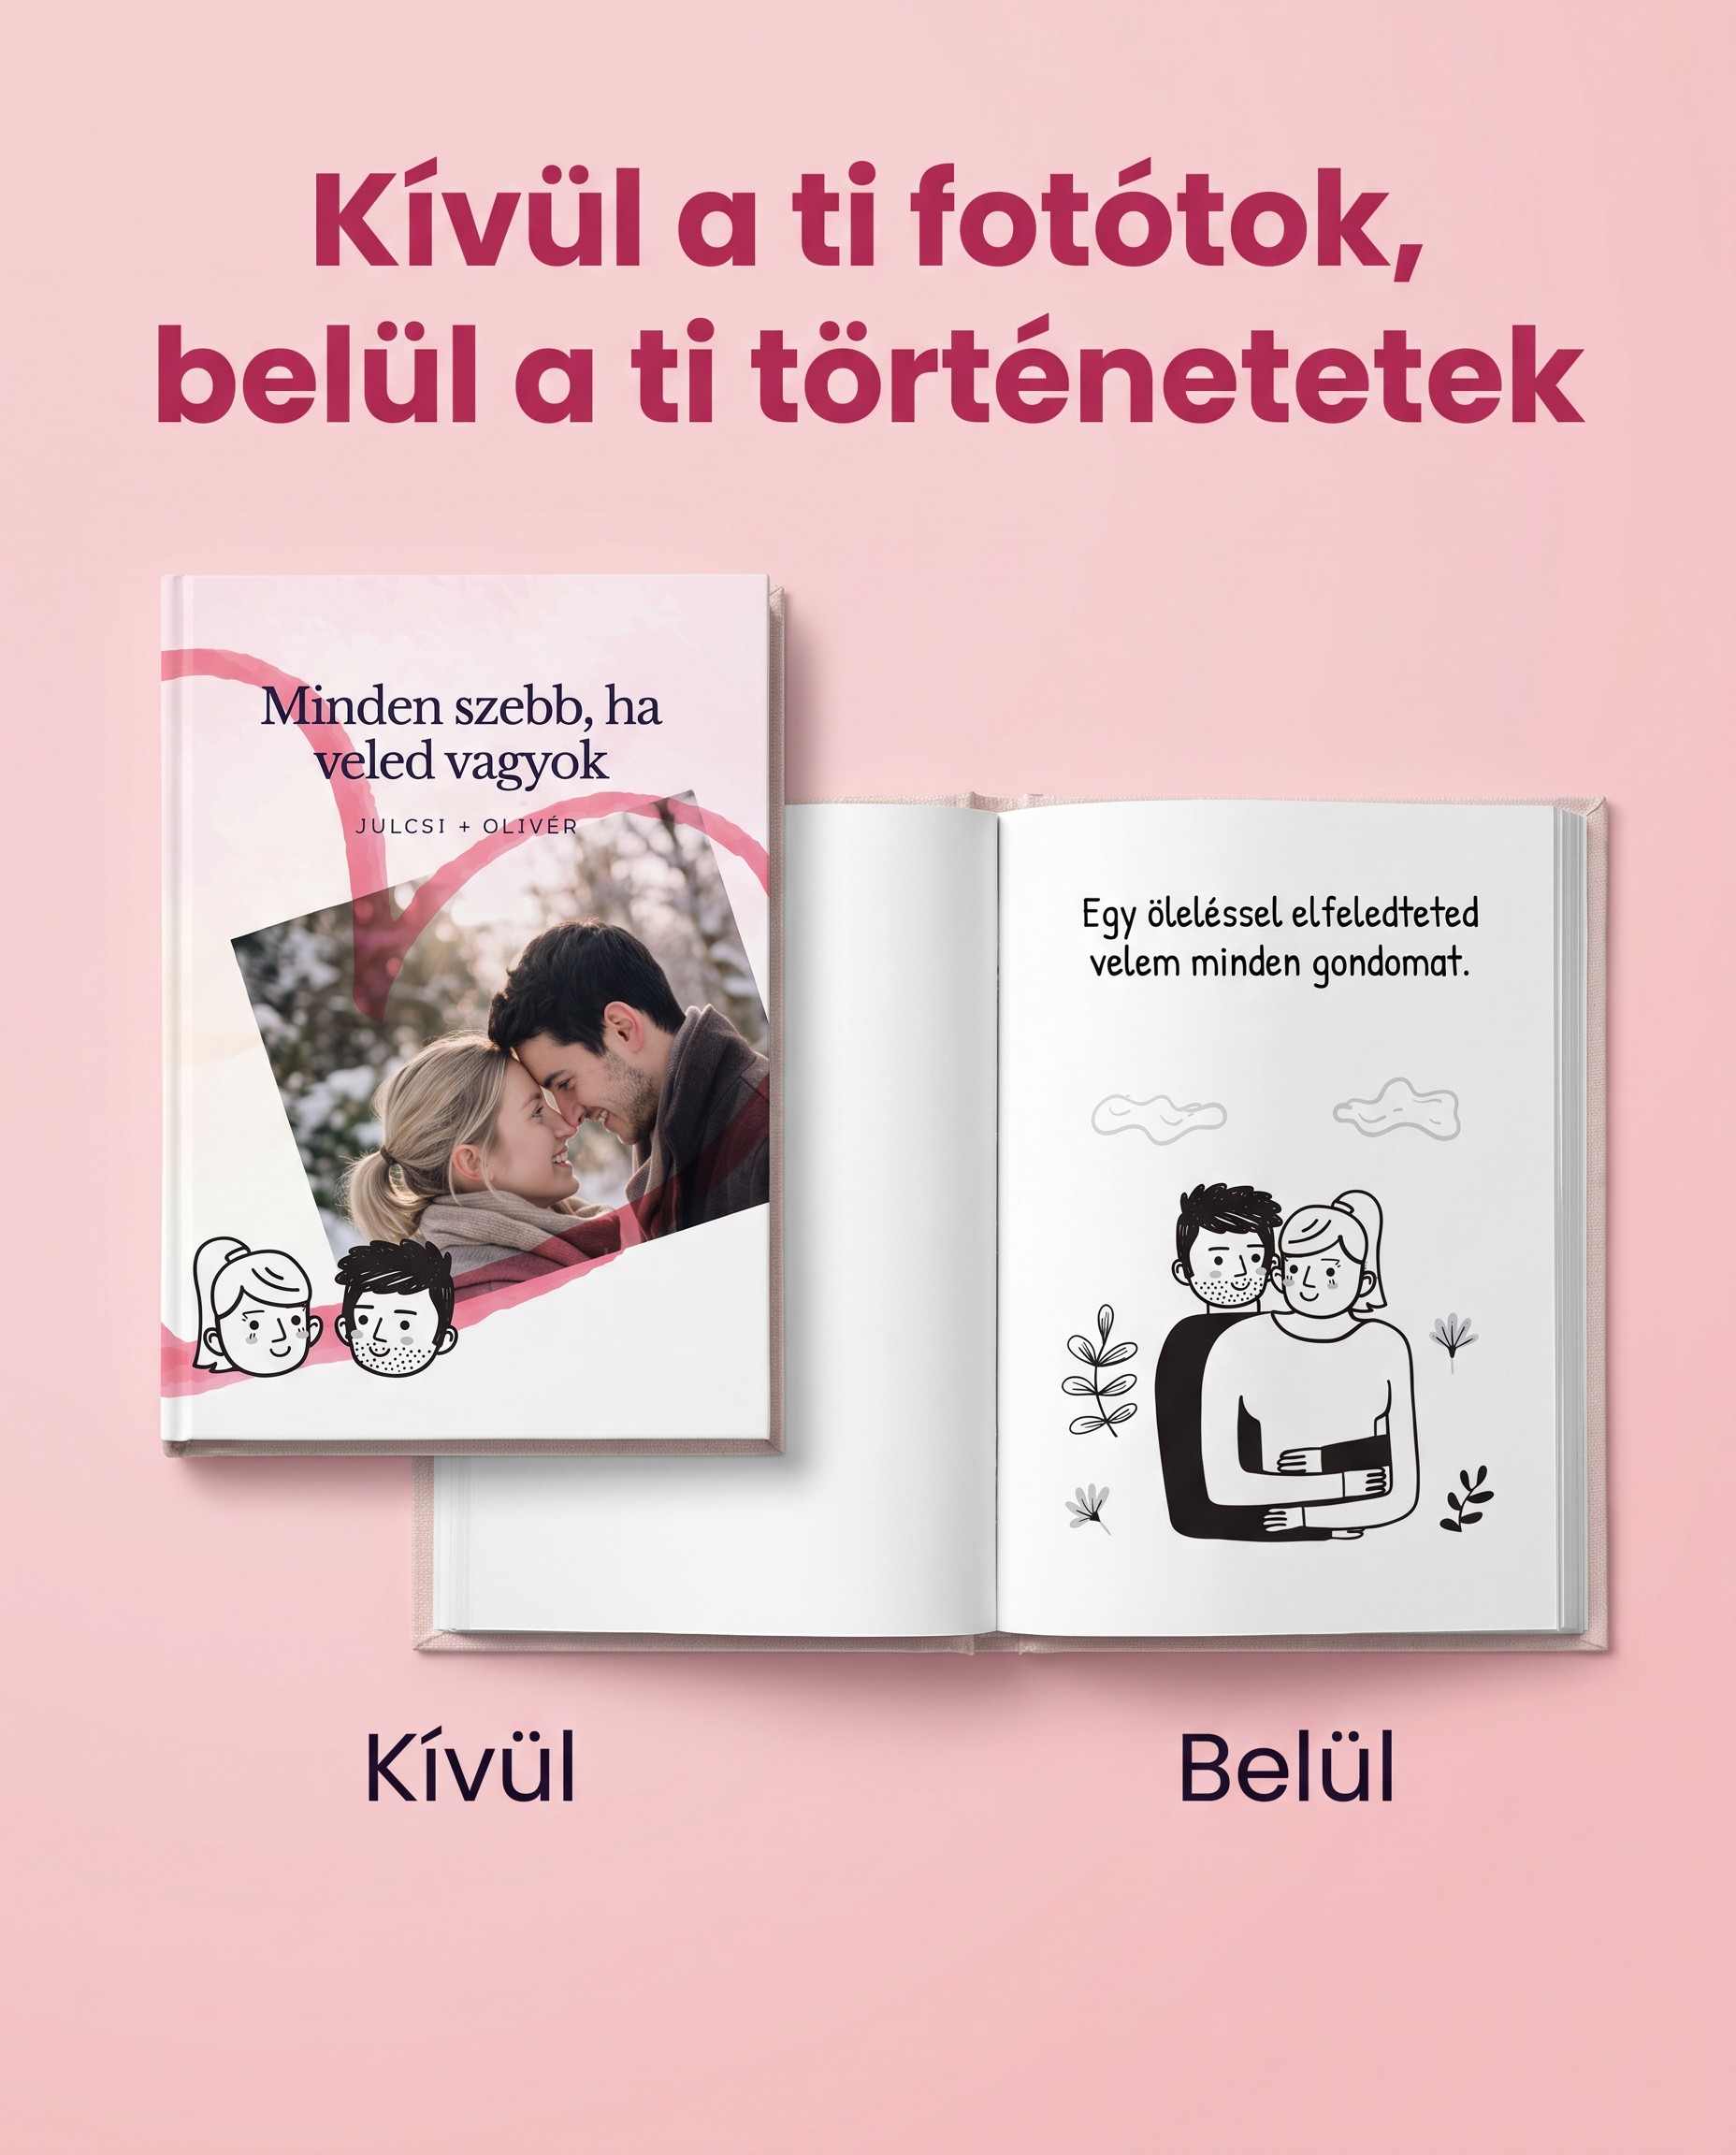 Kívül a ti fotótok,
belül a ti történetetek
Minden szebb, ha
veled vagyok
JULCSI + OLIVÉR
Egy öleléssel elfeledteted
velem minden gondomat.
Kívül
Belül